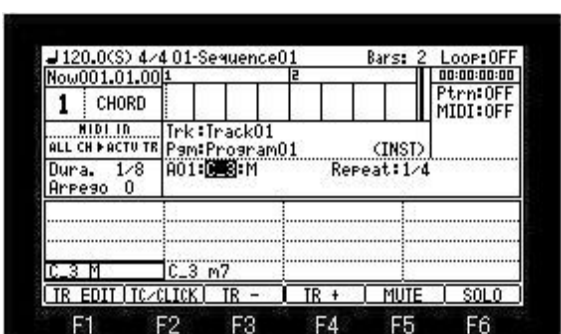 ♩120.0(S) 4/4 01-Sequence01 Bars: 2 Loop:OFF
Now001.01.00 1 2 00:00:00:00
Ptrn:OFF
1 CHORD MIDI:OFF
MIDI IN Trk:Track01
ALL CH▶ACTV TR Pgm:Program01 (INST)
Dura. 1/8 A01:C_3:M Repeat:1/4
Arpego 0
C_3 M C_3 m7
TR EDIT TC/CLICK TR - TR + MUTE SOLO
F1 F2 F3 F4 F5 F6